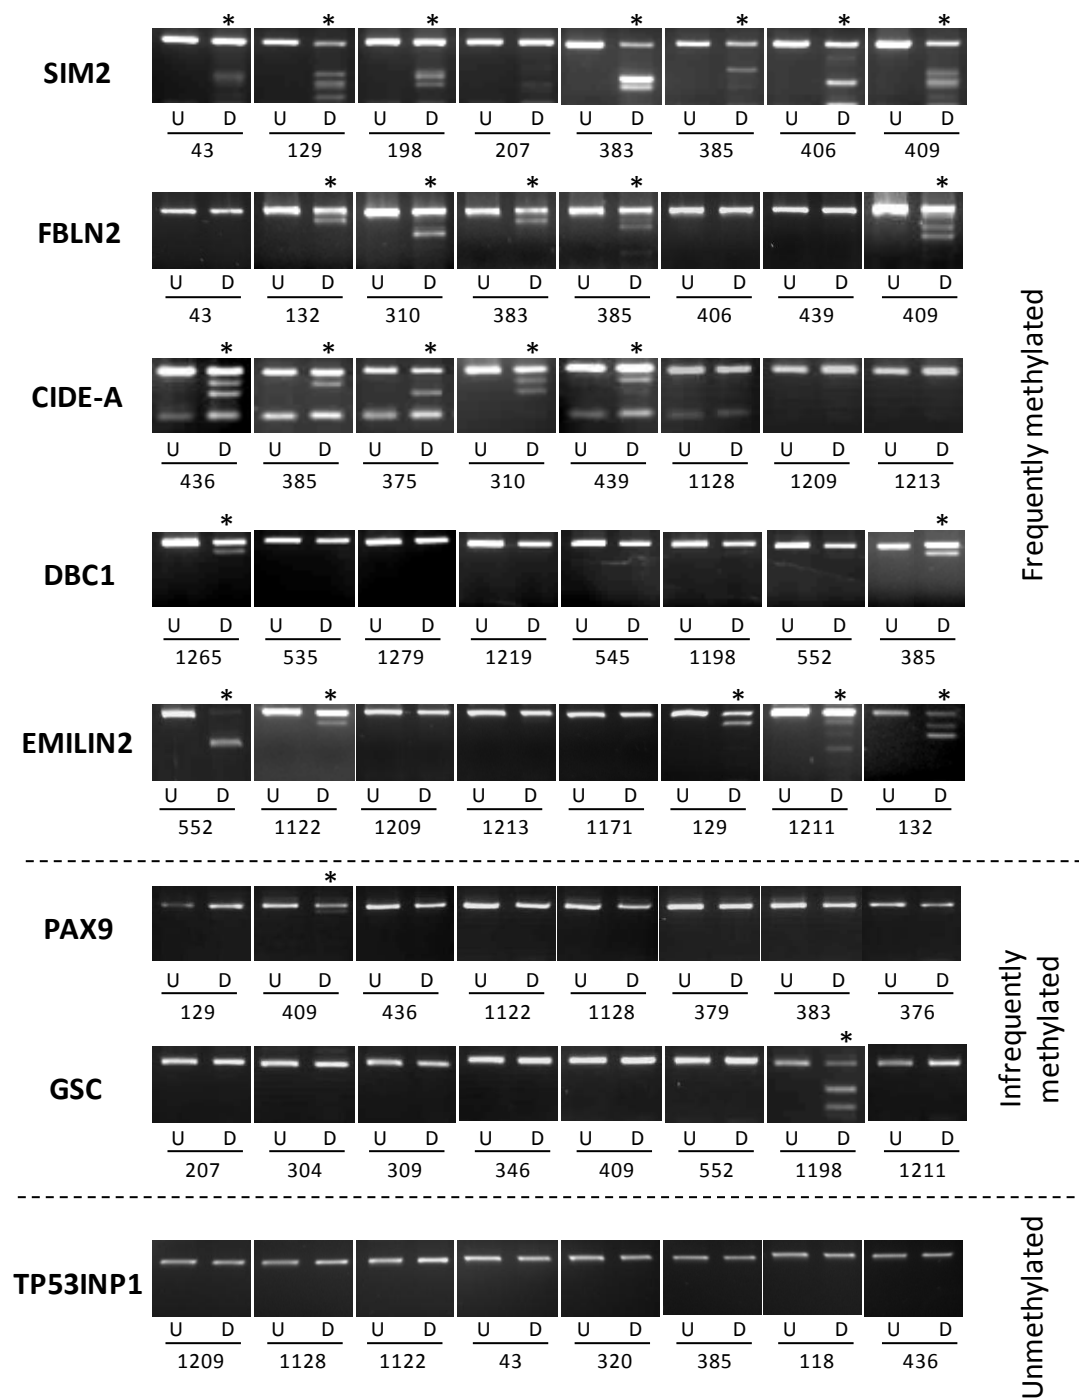 * * * * * * *
SIM2
U D U D U D U D U D U D U D U D
43 129 198 207 383 385 406 409
* * * * *
FBLN2
U D U D U D U D U D U D U D U D
43 132 310 383 385 406 439 409
* * * * *
CIDE-A
U D U D U D U D U D U D U D U D
436 385 375 310 439 1128 1209 1213
* *
DBC1
U D U D U D U D U D U D U D U D
1265 535 1279 1219 545 1198 552 385
* * * * *
EMILIN2
U D U D U D U D U D U D U D U D
552 1122 1209 1213 1171 129 1211 132
Frequently methylated
*
PAX9
U D U D U D U D U D U D U D U D
129 409 436 1122 1128 379 383 376
*
GSC
U D U D U D U D U D U D U D U D
207 304 309 346 409 552 1198 1211
Infrequently
methylated
TP53INP1
U D U D U D U D U D U D U D U D
1209 1128 1122 43 320 385 118 436
Unmethylated